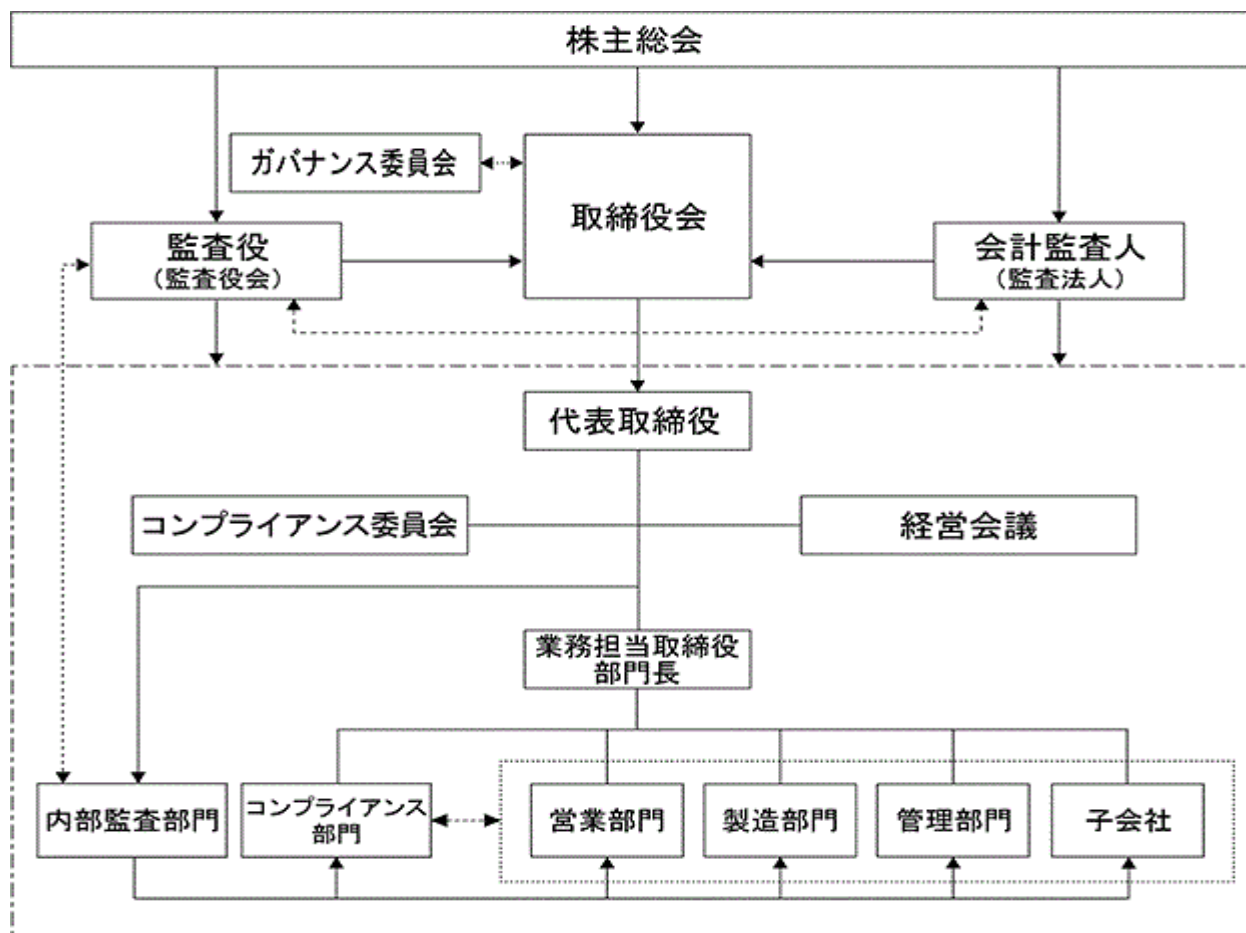 株主総会
ガバナンス委員会
取締役会
監査役
（監査役会）
会計監査人
（監査法人）
代表取締役
コンプライアンス委員会
経営会議
業務担当取締役
部門長
内部監査部門
コンプライアンス
部門
営業部門
製造部門
管理部門
子会社